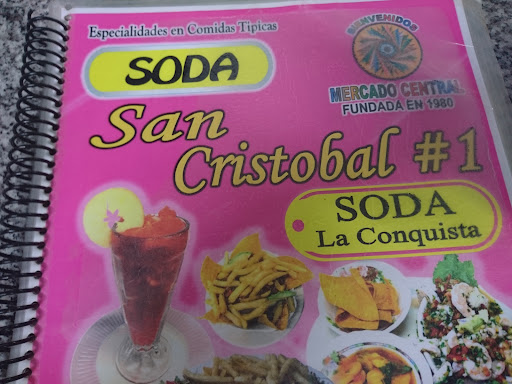 Especialidades en Comidas Típicas
SODA
BIENVENIDOS
MERCADO CENTRAL
FUNDADA EN 1980
San
Cristobal #1
SODA
La Conquista